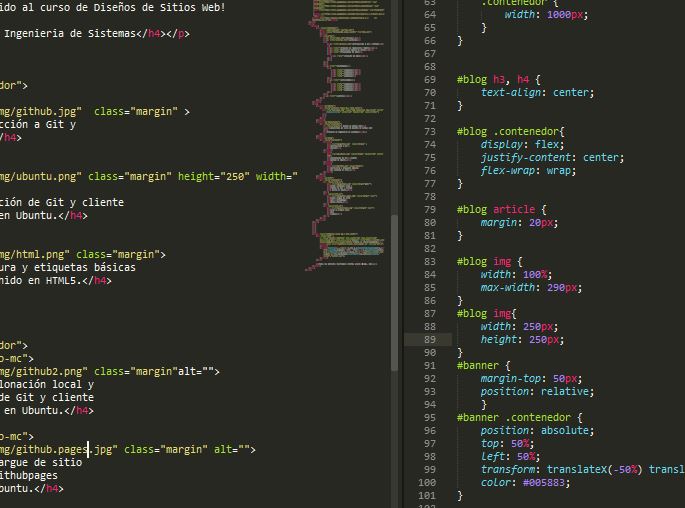 ido al curso de Diseños de Sitios Web!
Ingenieria de Sistemas</h4></p>
dor">
mg/github.jpg"  class="margin" >
cción a Git y
/h4>
mg/ubuntu.png" class="margin" height="250" width="
ción de Git y cliente
en Ubuntu.</h4>
mg/html.png" class="margin">
ura y etiquetas básicas
nido en HTML5.</h4>
dor">
o-mc">
mg/github2.png" class="margin"alt="">
lonación local y
de Git y cliente
 en Ubuntu.</h4>
o-mc">
mg/github.pages.jpg" class="margin" alt="">
argue de sitio
ithubpages
buntu.</h4>
63 .contenedor {
64 width: 1000px;
65 }
66 }
67
68
69 #blog h3, h4 {
70 text-align: center;
71 }
72
73 #blog .contenedor{
74 display: flex;
75 justify-content: center;
76 flex-wrap: wrap;
77 }
78
79 #blog article {
80 margin: 20px;
81 }
82
83 #blog img {
84 width: 100%;
85 max-width: 290px;
86 }
87 #blog img{
88 width: 250px;
89 height: 250px;
90 }
91 #banner {
92 margin-top: 50px;
93 position: relative;
94 }
95 #banner .contenedor {
96 position: absolute;
97 top: 50%;
98 left: 50%;
99 transform: translateX(-50%) transl
100 color: #005883;
101 }
102